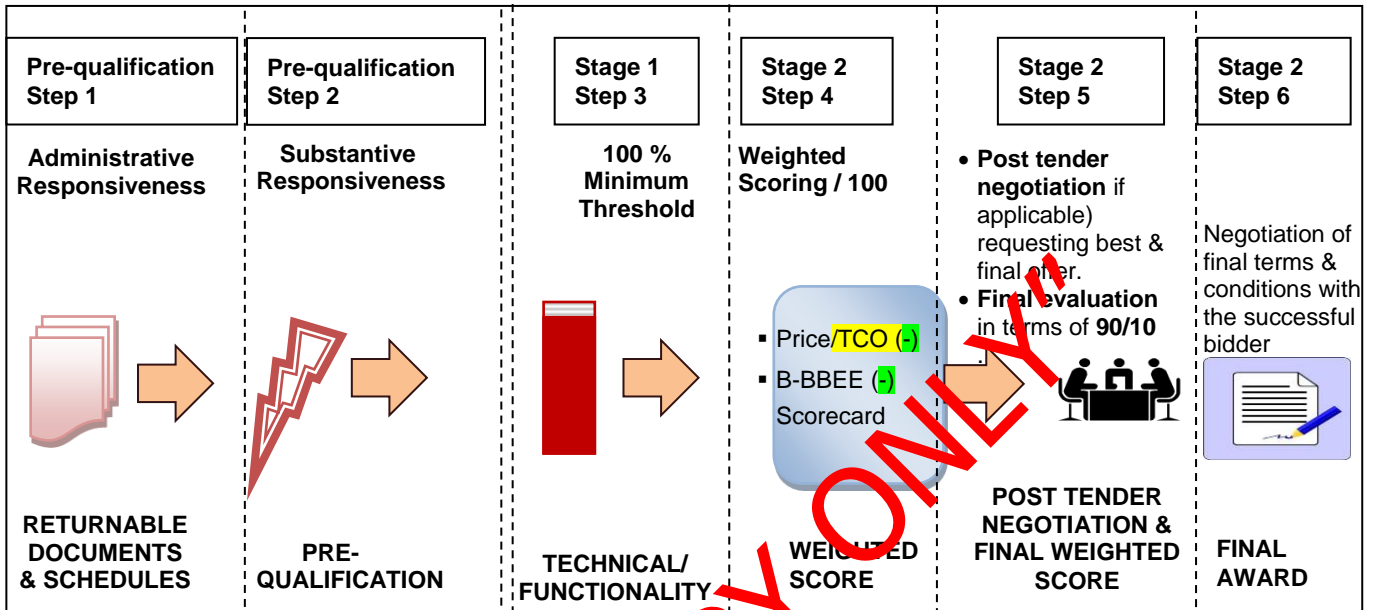 Pre-qualification
Step 1
Administrative
Responsiveness
RETURNABLE
DOCUMENTS
& SCHEDULES
Pre-qualification
Step 2
Substantive
Responsiveness
PRE-
QUALIFICATION
Stage 1
Step 3
100 %
Minimum
Threshold
TECHNICAL/
FUNCTIONALITY
Stage 2
Step 4
Weighted
Scoring / 100
▪ Price/TCO (-)
▪ B-BBEE (-)
Scorecard
WEIGHTED
SCORE
Stage 2
Step 5
• Post tender
negotiation if
applicable)
requesting best &
final offer.
• Final evaluation
in terms of 90/10
.
POST TENDER
NEGOTIATION &
FINAL WEIGHTED
SCORE
Stage 2
Step 6
Negotiation of
final terms &
conditions with
the successful
bidder
FINAL
AWARD
ONLY"